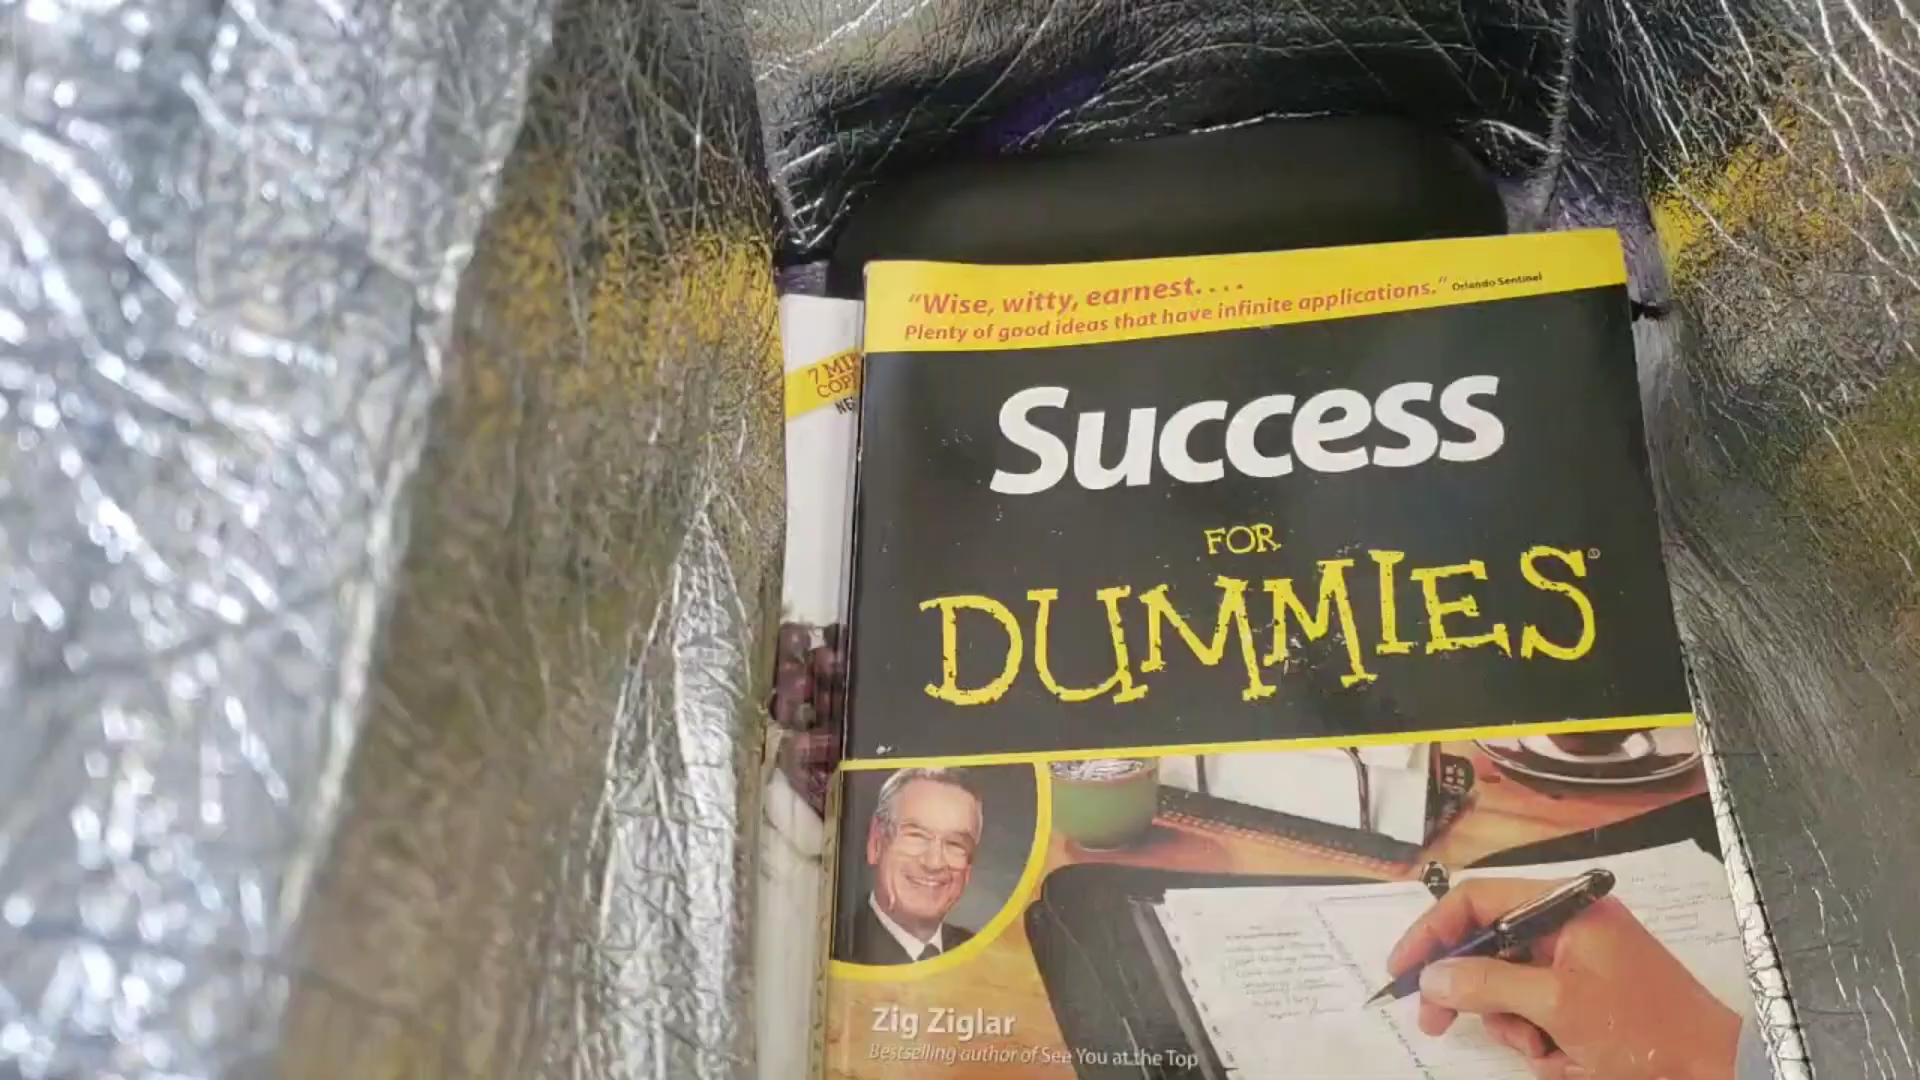 “Wise, witty, earnest....
Plenty of good ideas that have infinite applications.” Orlando Sentinel
Success
FOR
DUMMIES®
Zig Ziglar
Bestselling author of See You at the Top
7